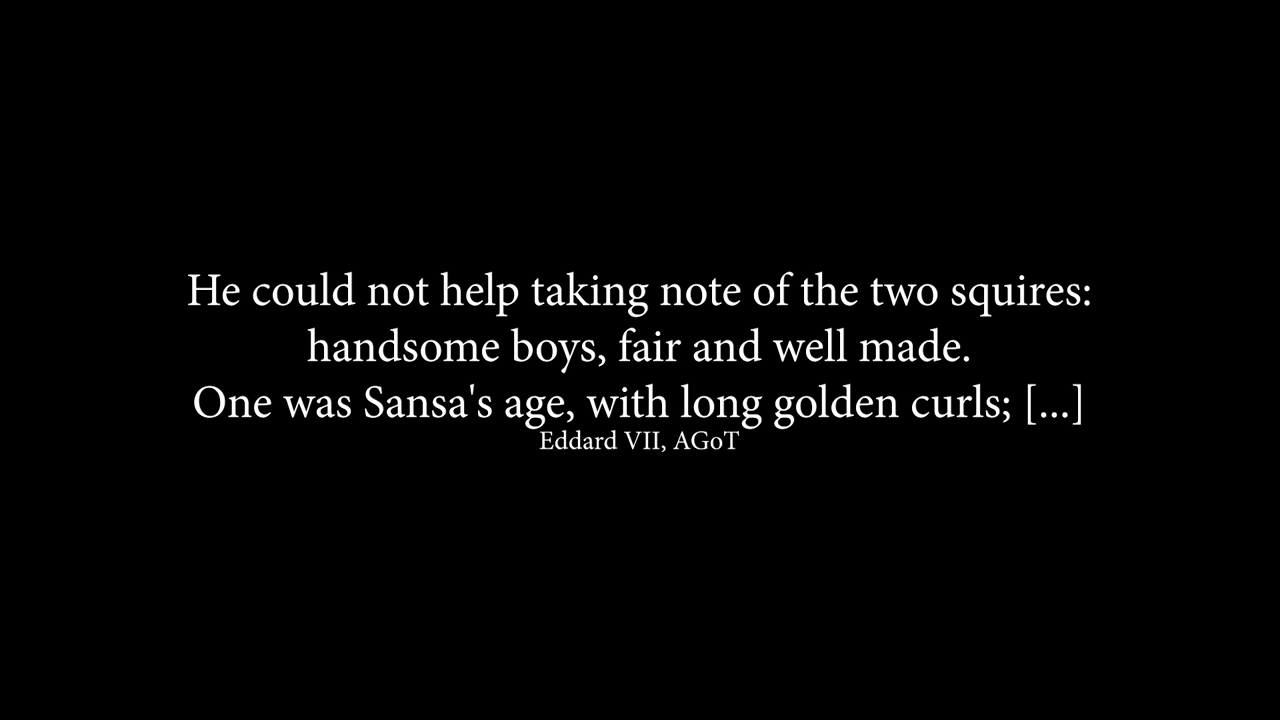 He could not help taking note of the two squires:
handsome boys, fair and well made.
One was Sansa's age, with long golden curls; [...]
Eddard VII, AGoT